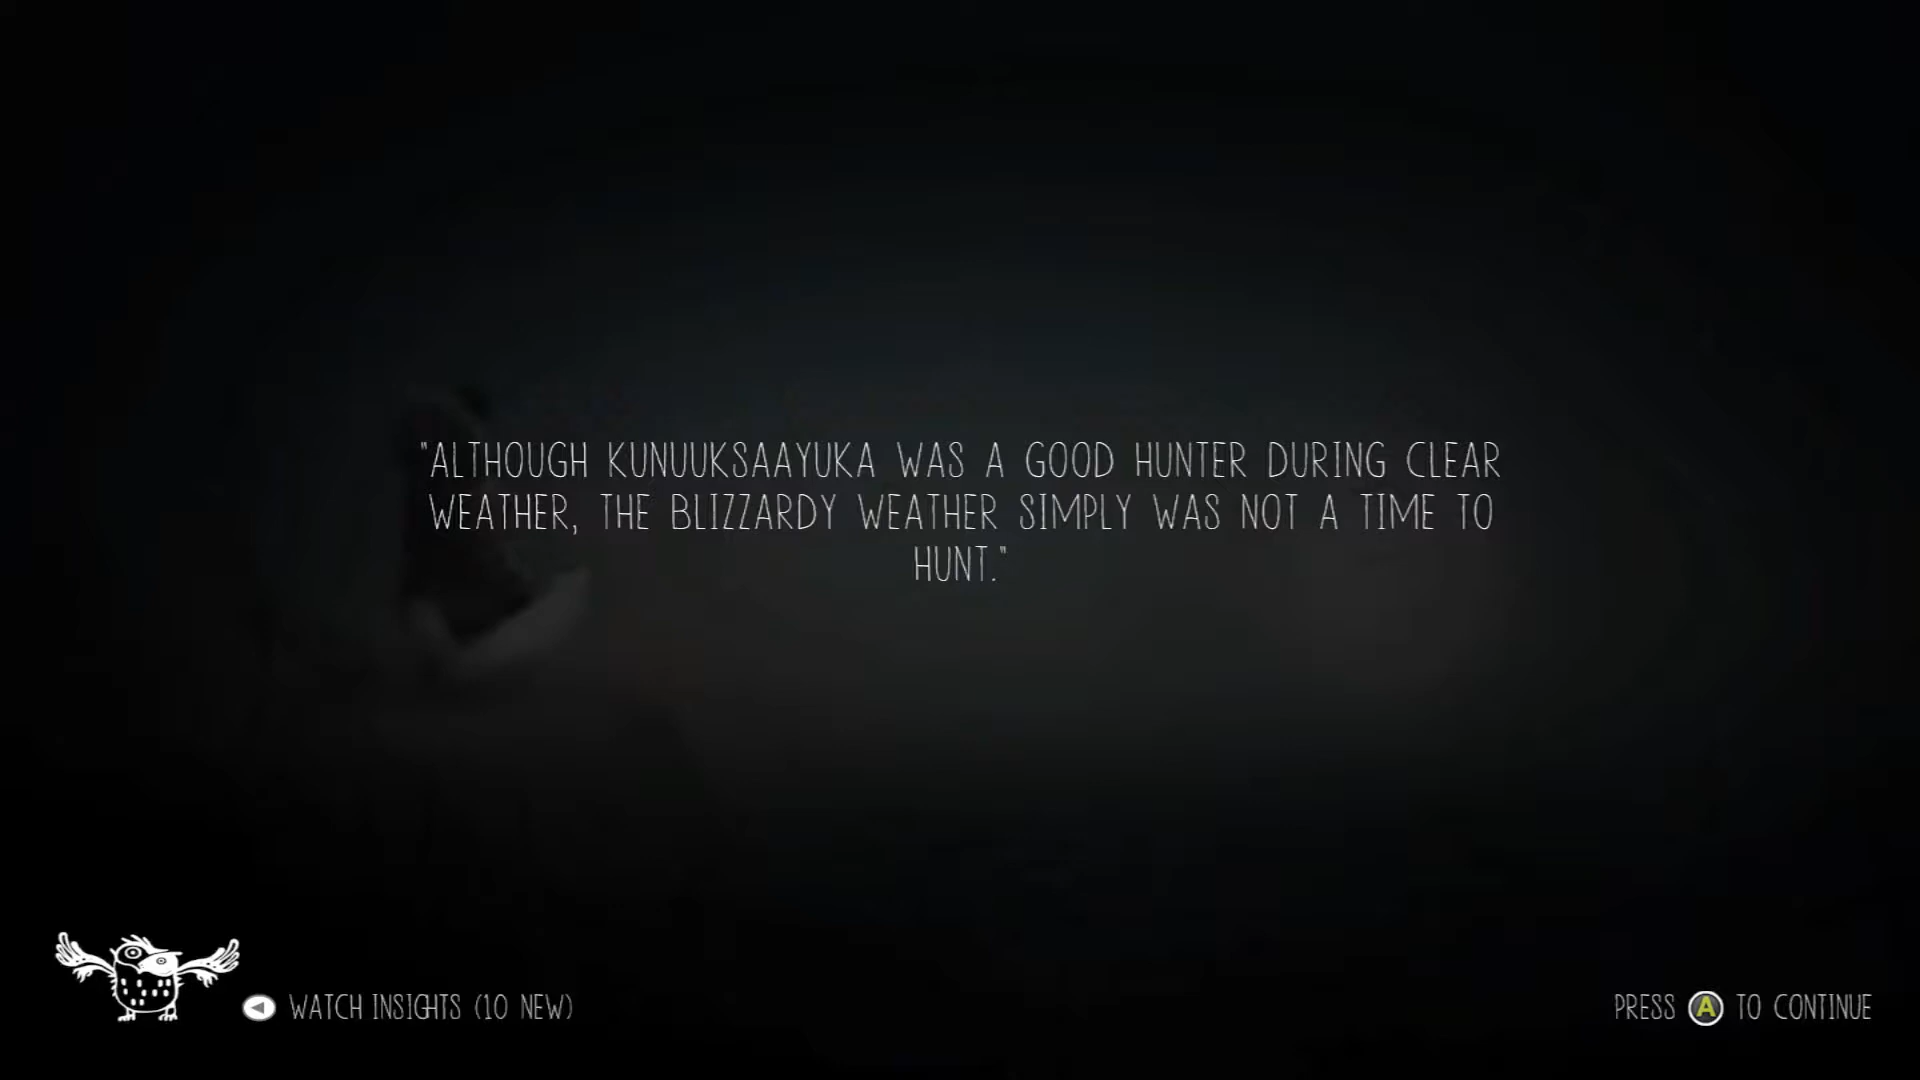 "ALTHOUGH KUNUUKSAAYUKA WAS A GOOD HUNTER DURING CLEAR
WEATHER, THE BLIZZARDY WEATHER SIMPLY WAS NOT A TIME TO
HUNT."
WATCH INSIGHTS (10 NEW)
PRESS A TO CONTINUE